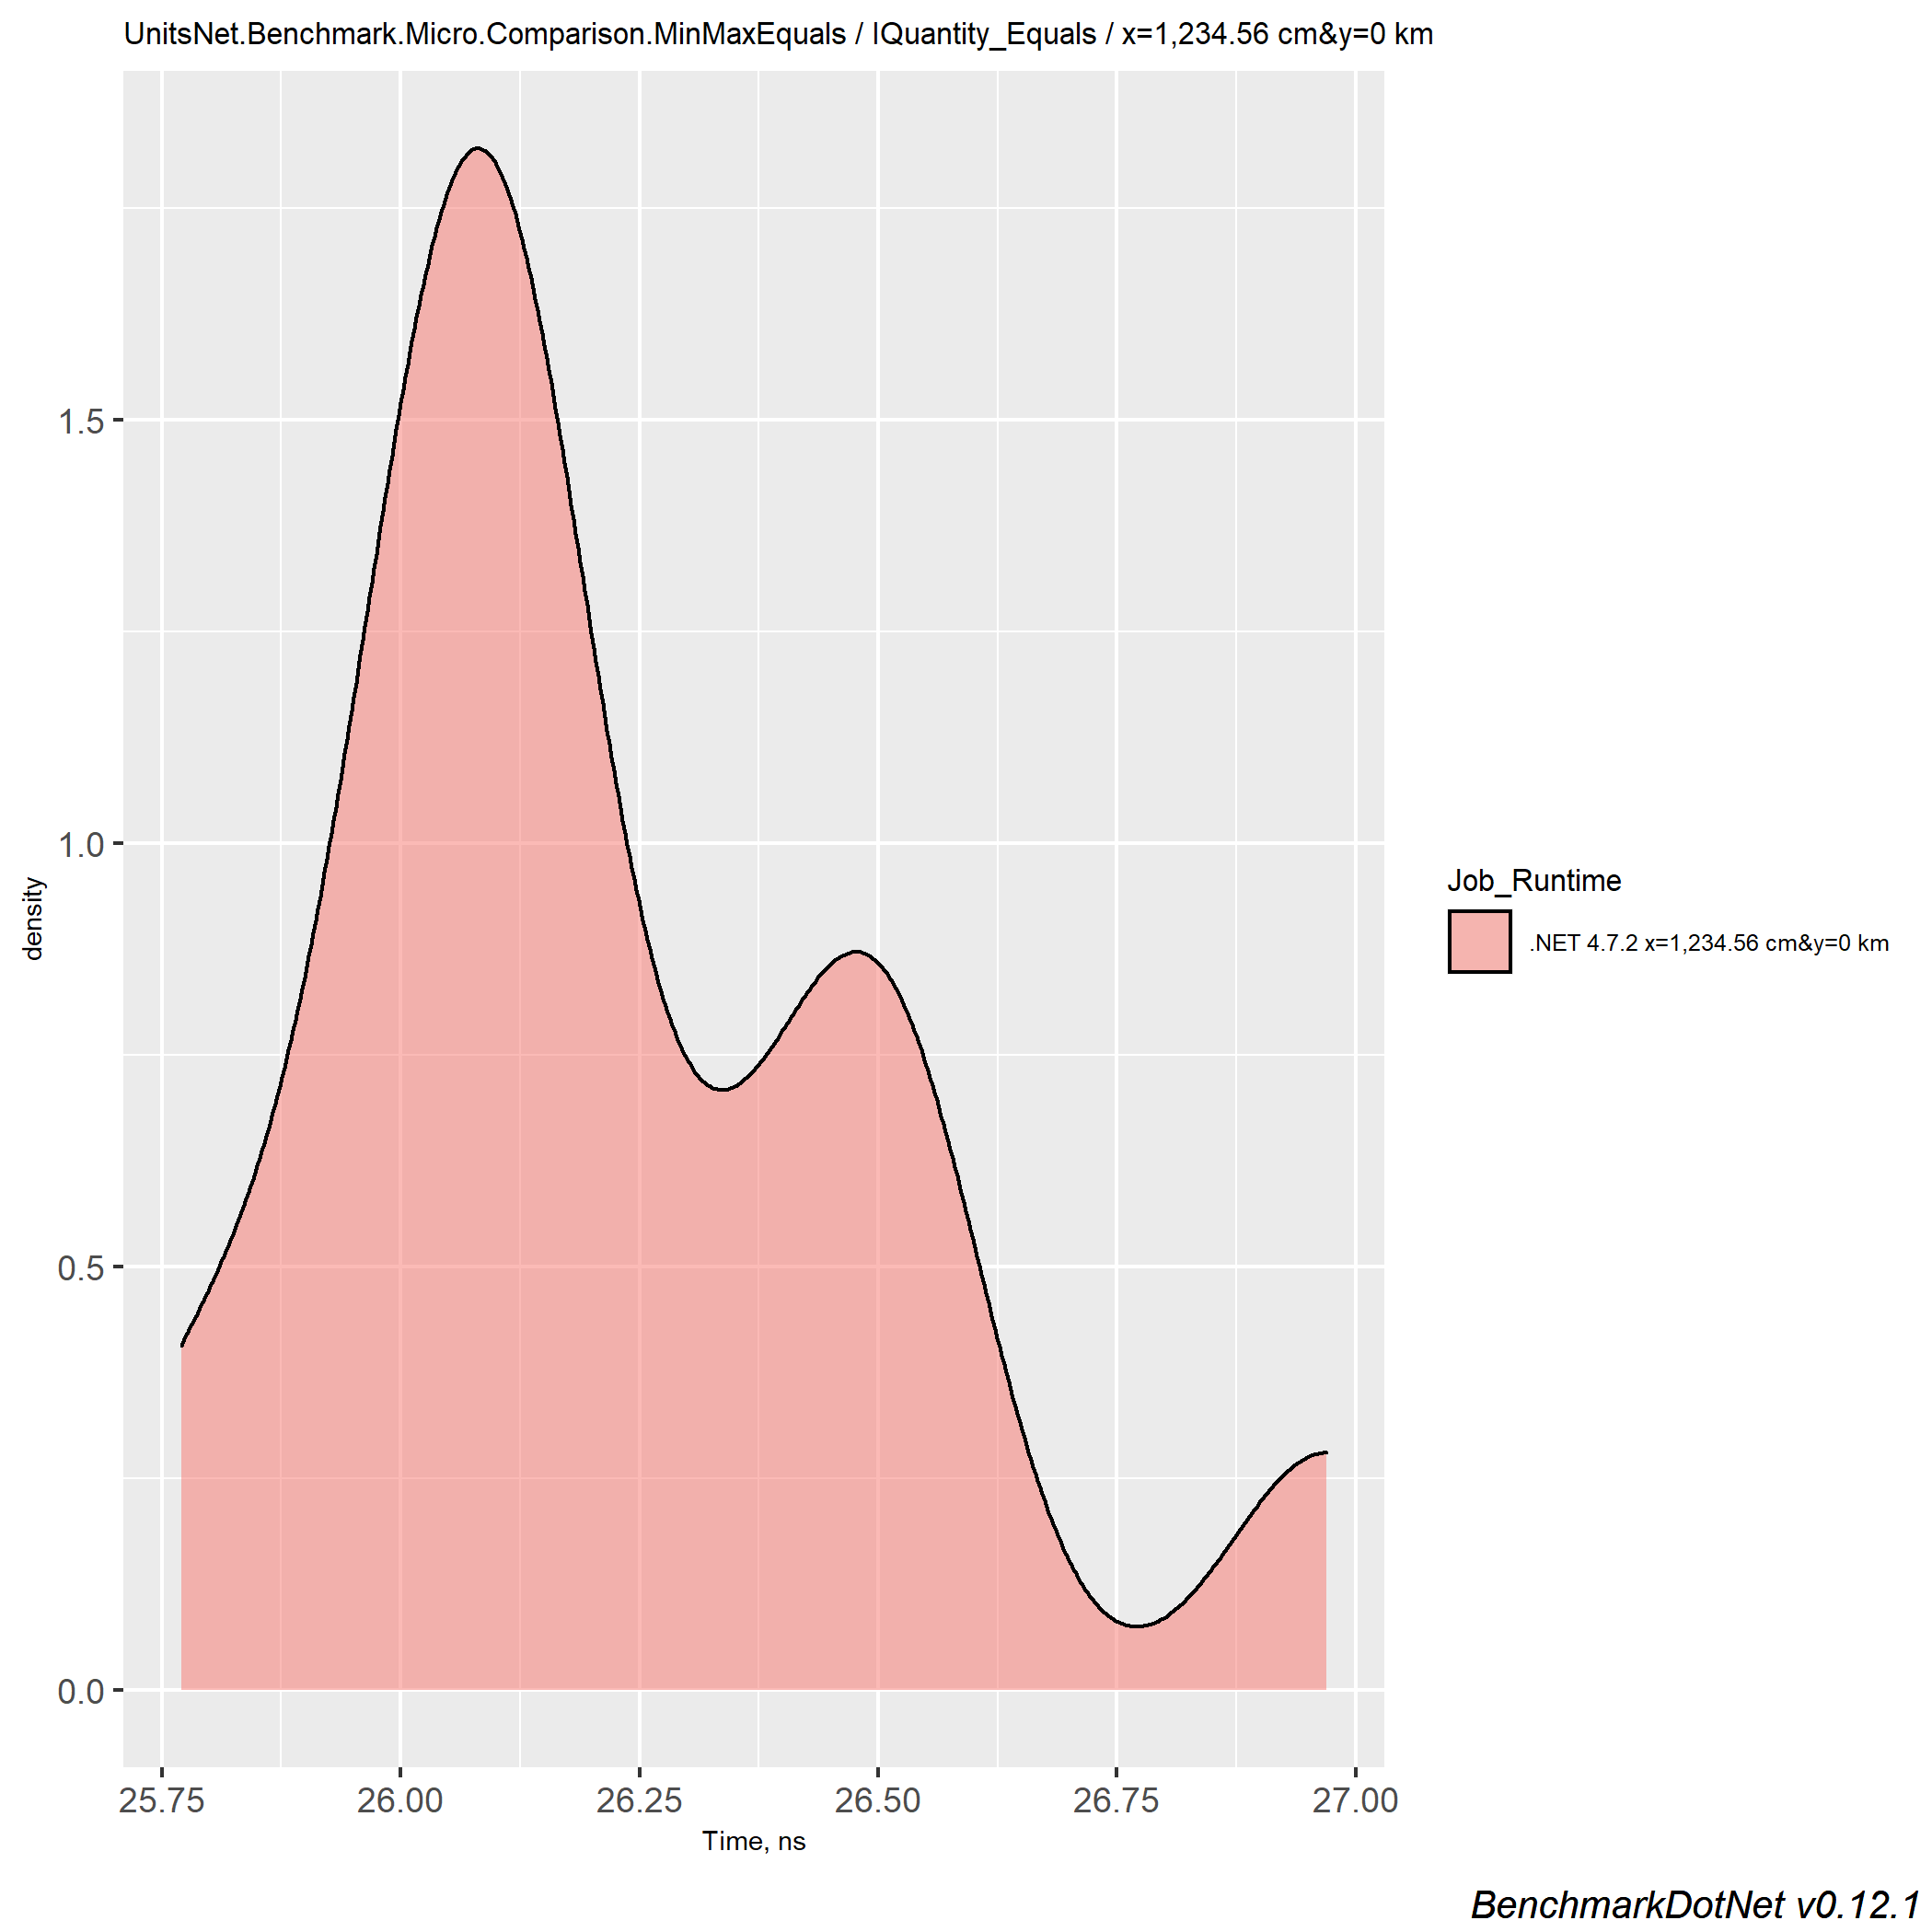 UnitsNet.Benchmark.Micro.Comparison.MinMaxEquals / IQuantity_Equals / x=1,234.56 cm&y=0 km
1.5
1.0
0.5
0.0
density
25.75 26.00 26.25 26.50 26.75 27.00
Time, ns
Job_Runtime
.NET 4.7.2 x=1,234.56 cm&y=0 km
BenchmarkDotNet v0.12.1